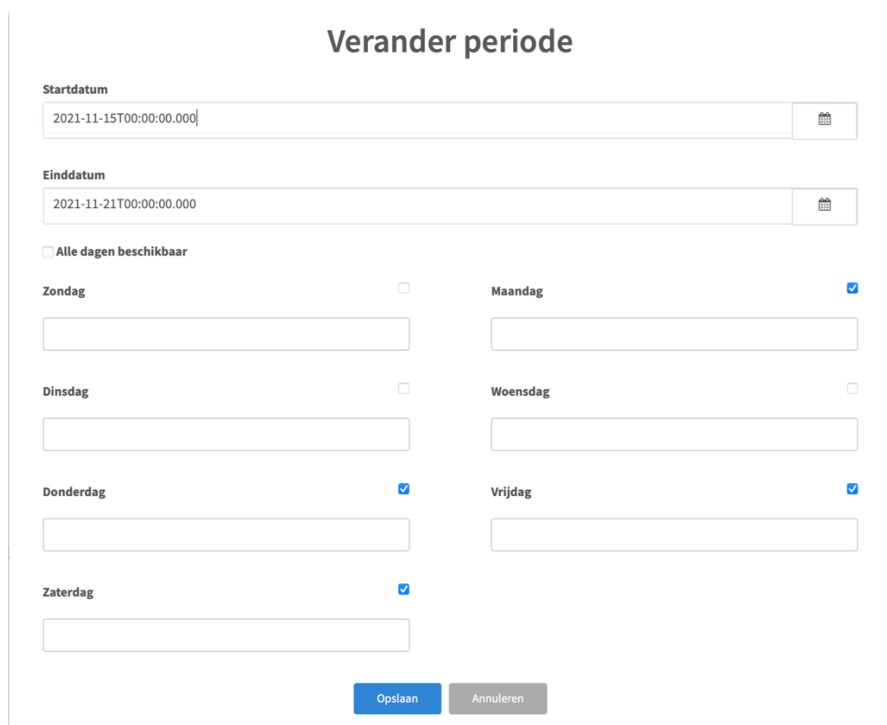 Verander periode
Startdatum
2021-11-15T00:00:00.000
Einddatum
2021-11-21T00:00:00.000
Alle dagen beschikbaar
Zondag
Maandag
Dinsdag
Woensdag
Donderdag
Vrijdag
Zaterdag
Opslaan
Annuleren